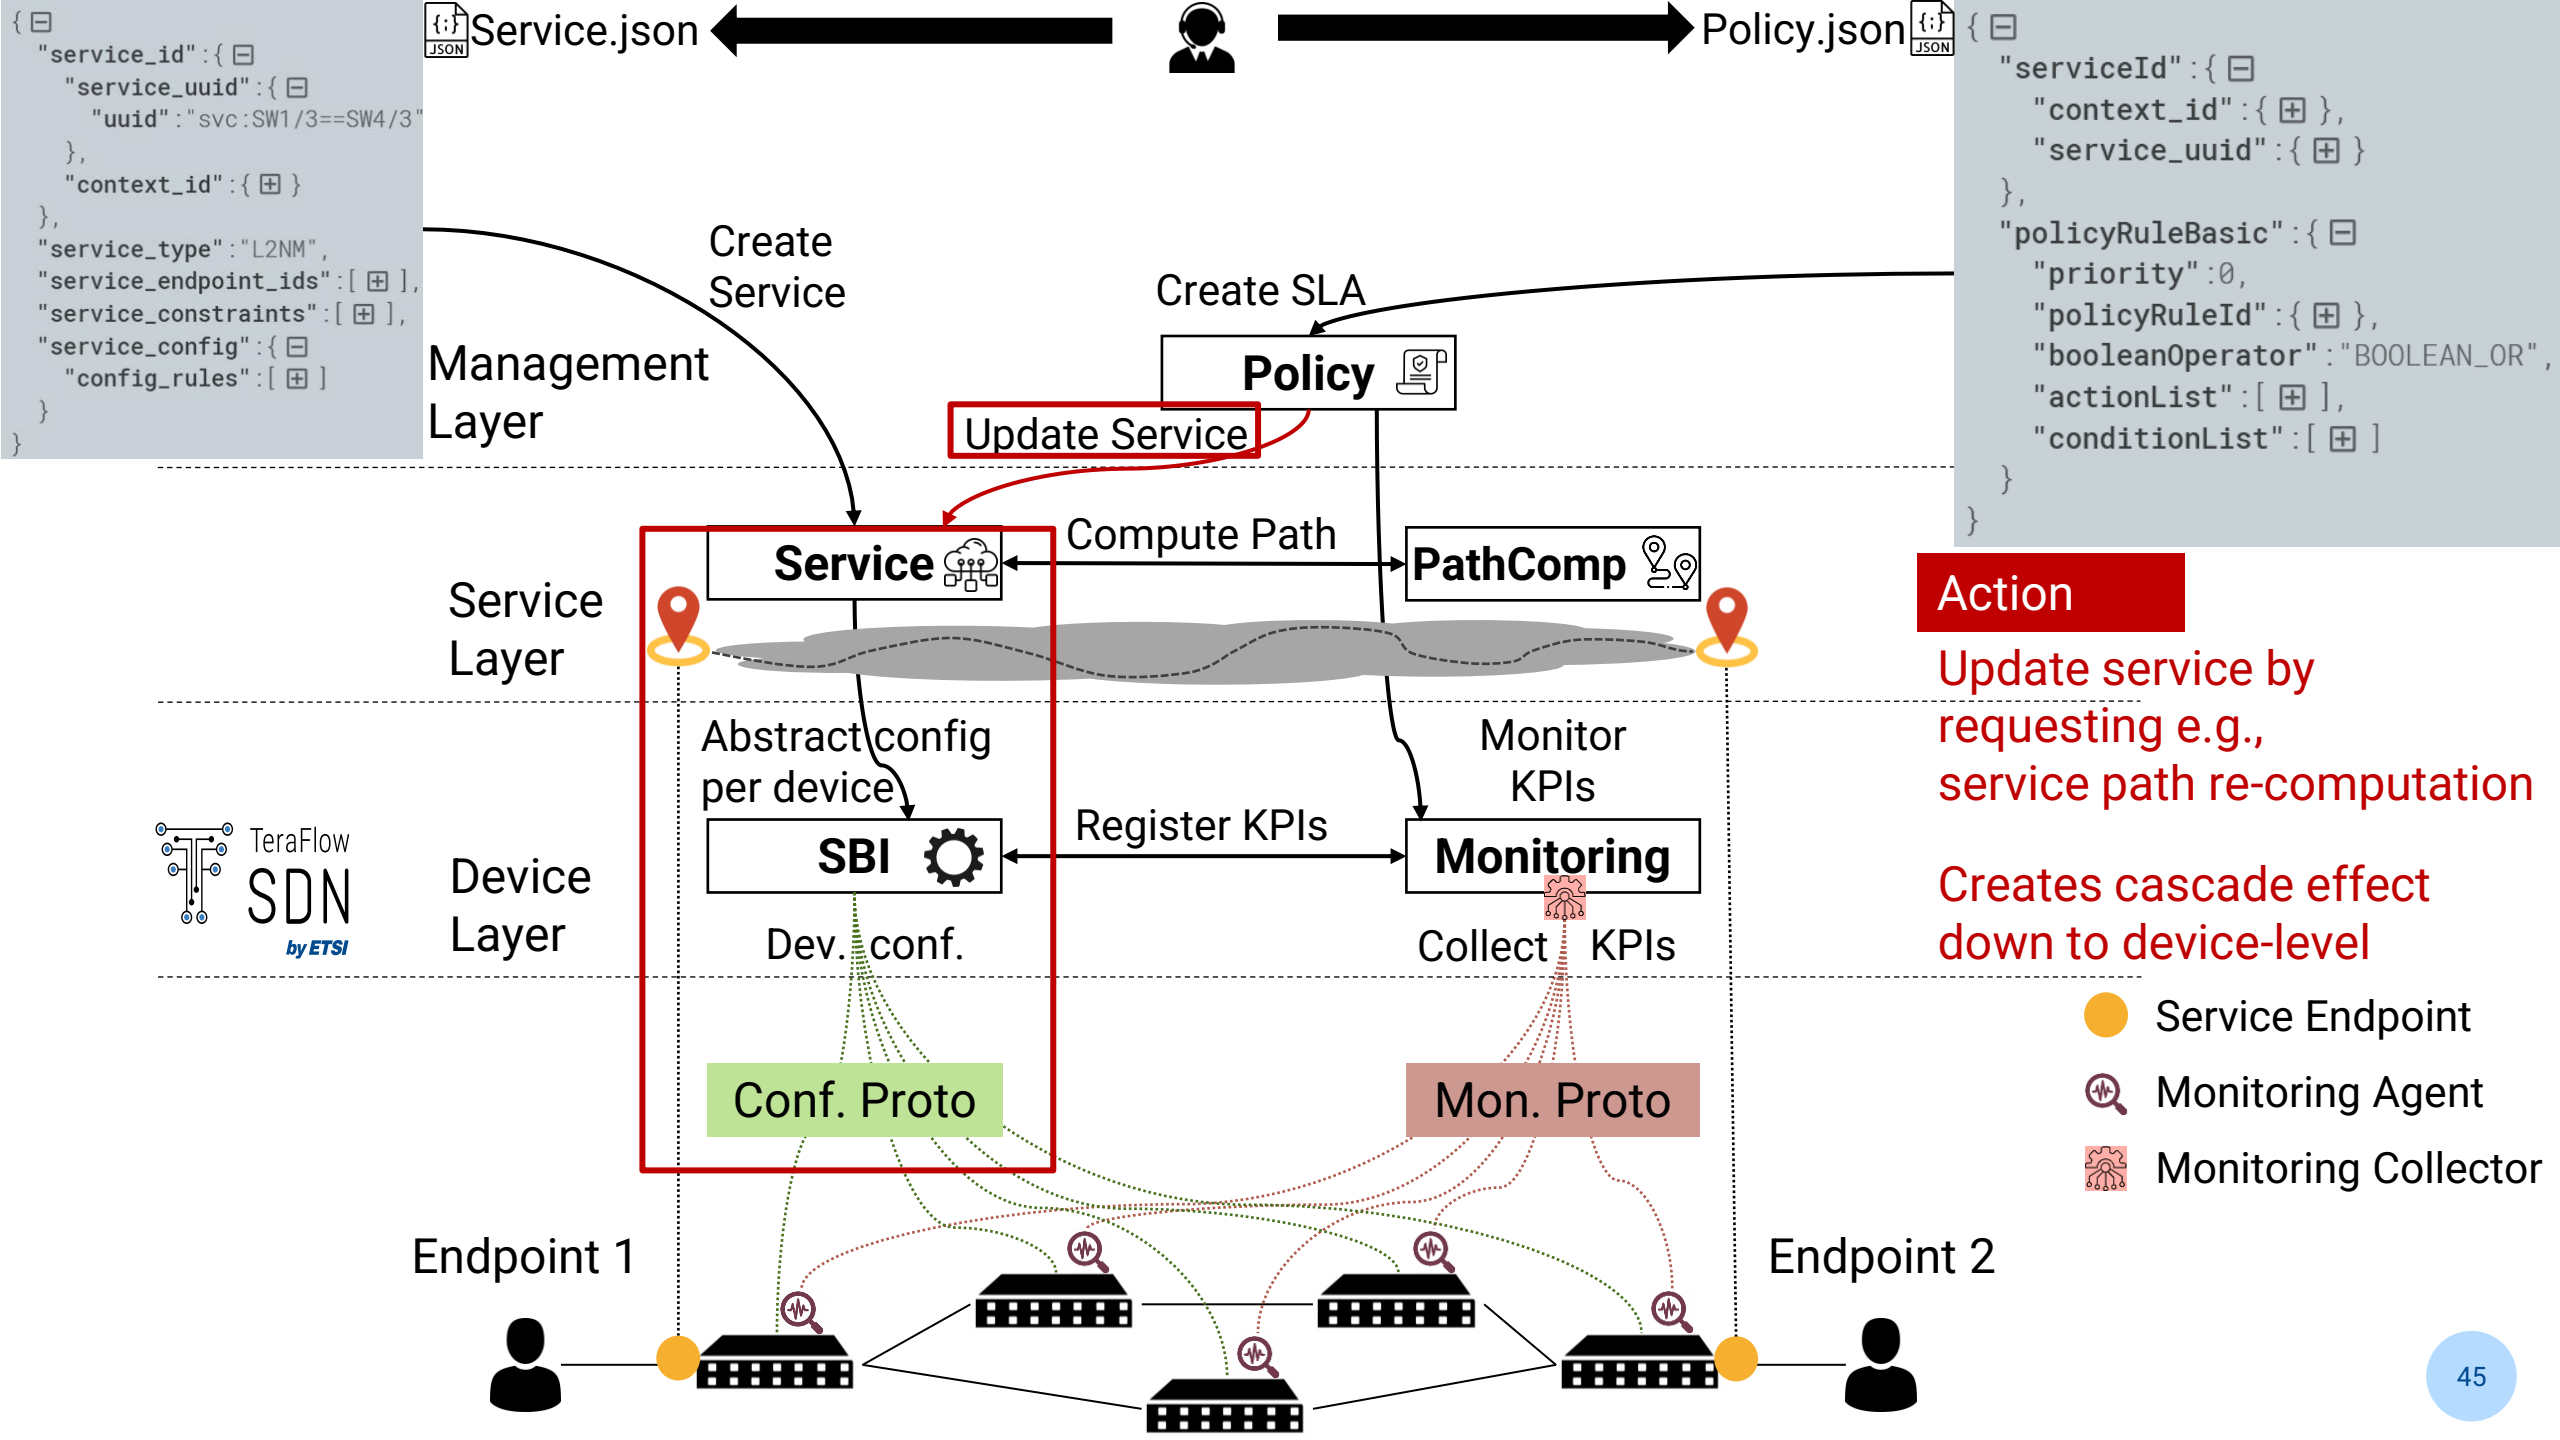 {
"service_id":{
"service_uuid":{
"uuid":"svc:SW1/3==SW4/3"
},
"context_id":{ }
},
"service_type":"L2NM",
"service_endpoint_ids":[ ],
"service_constraints":[ ],
"service_config":{
"config_rules":[ ]
}
}
{;}
JSON
Service.json
Policy.json
{;}
JSON
{
"serviceId":{
"context_id":{ },
"service_uuid":{ }
},
"policyRuleBasic":{
"priority":0,
"policyRuleId":{ },
"booleanOperator":"BOOLEAN_OR",
"actionList":[ ],
"conditionList":[ ]
}
}
Create
Service
Create SLA
Management
Layer
Policy
Update Service
Service
Compute Path
PathComp
Service
Layer
Action
Update service by
requesting e.g.,
service path re-computation
Creates cascade effect
down to device-level
Abstract config
per device
Monitor
KPIs
Register KPIs
SBI
Monitoring
TeraFlow
SDN
by ETSI
Device
Layer
Dev. conf.
Collect KPIs
Service Endpoint
Monitoring Agent
Monitoring Collector
Conf. Proto
Mon. Proto
Endpoint 1
Endpoint 2
45